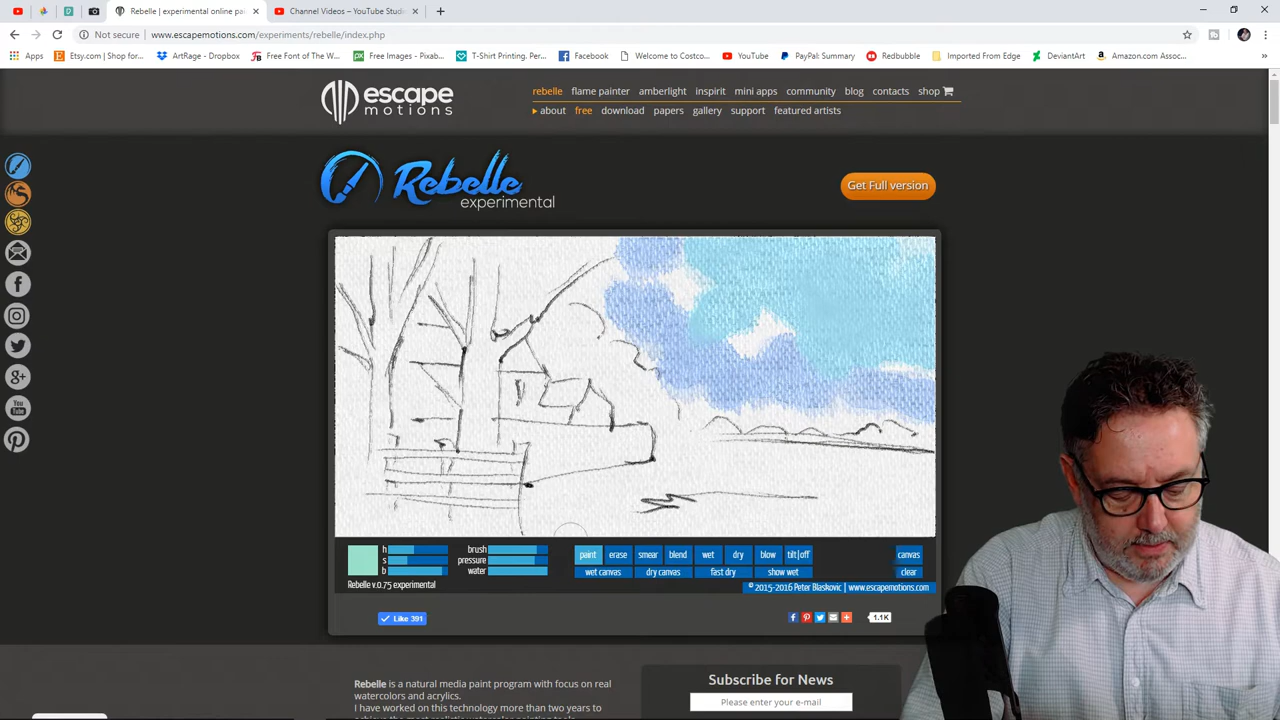 Rebelle | experimental online pai
Channel Videos - YouTube Studi
Not secure | www.escapemotions.com/experiments/rebelle/index.php
Apps Etsy.com | Shop for... ArtRage - Dropbox Free Font of The W... Free Images - Pixab... T-Shirt Printing. Per... Facebook Welcome to Costco... YouTube PayPal: Summary Redbubble Imported From Edge DeviantArt Amazon.com Assoc... »
escape motions
rebelle flame painter amberlight inspirit mini apps community blog contacts shop
about free download papers gallery support featured artists
Rebelle
experimental
Get Full version
h brush paint erase smear blend wet dry blow tilt|off canvas
s pressure
b water wet canvas dry canvas fast dry show wet clear
Rebelle v.0.75 experimental
© 2015-2016 Peter Blaskovic | www.escapemotions.com
Like 391
1.1K
Rebelle is a natural media paint program with focus on real
watercolors and acrylics.
I have worked on this technology more than two years to
Subscribe for News
Please enter your e-mail